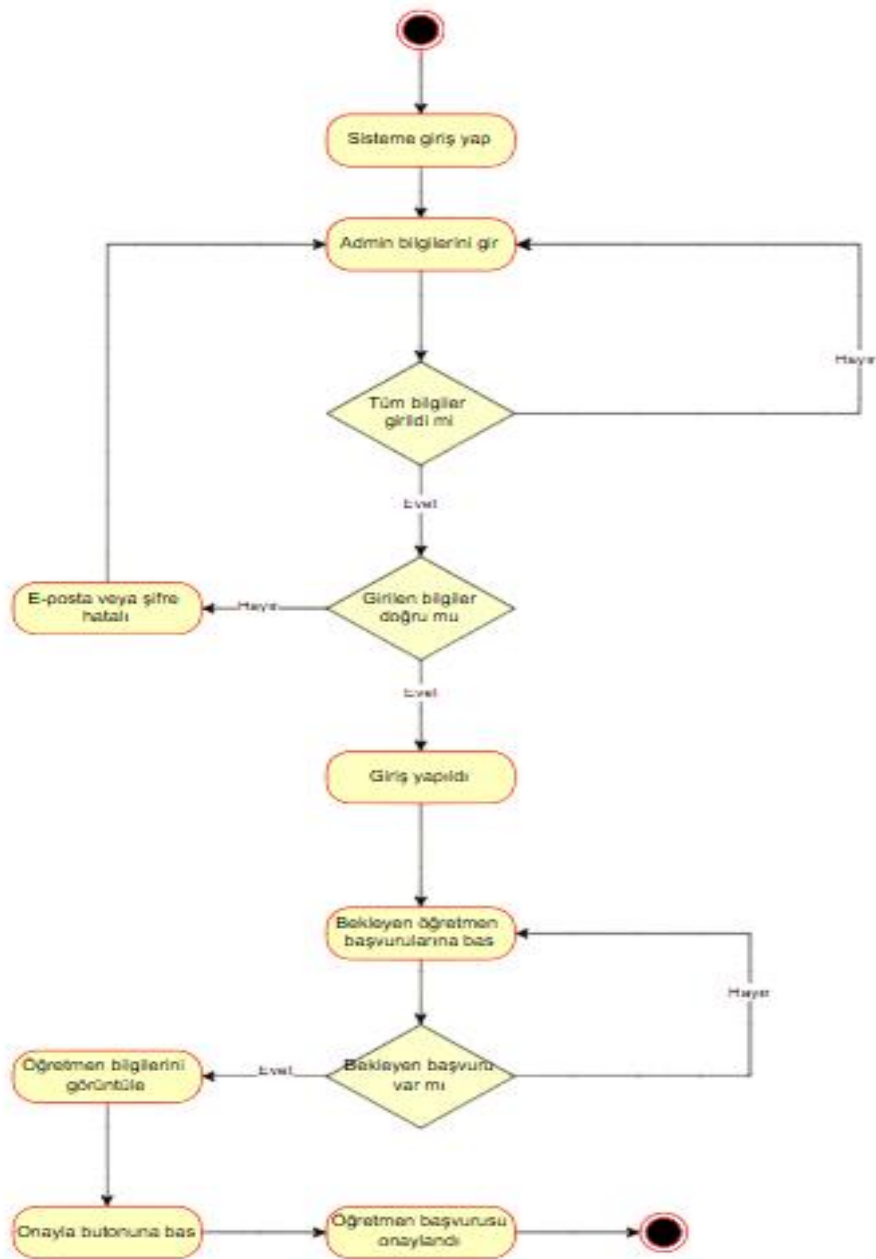 Sisteme giriş yap
Admin bilgilerini gir
Hayır
Tüm bilgiler
girildi mi
Evet
E-posta veya şifre
hatalı
Hayır
Girilen bilgiler
doğru mu
Evet
Giriş yapıldı
Bekleyen öğretmen
başvurularına bas
Hayır
Öğretmen bilgilerini
görüntüle
Evet
Bekleyen başvuru
var mı
Onayla butonuna bas
Öğretmen başvurusu
onaylandı